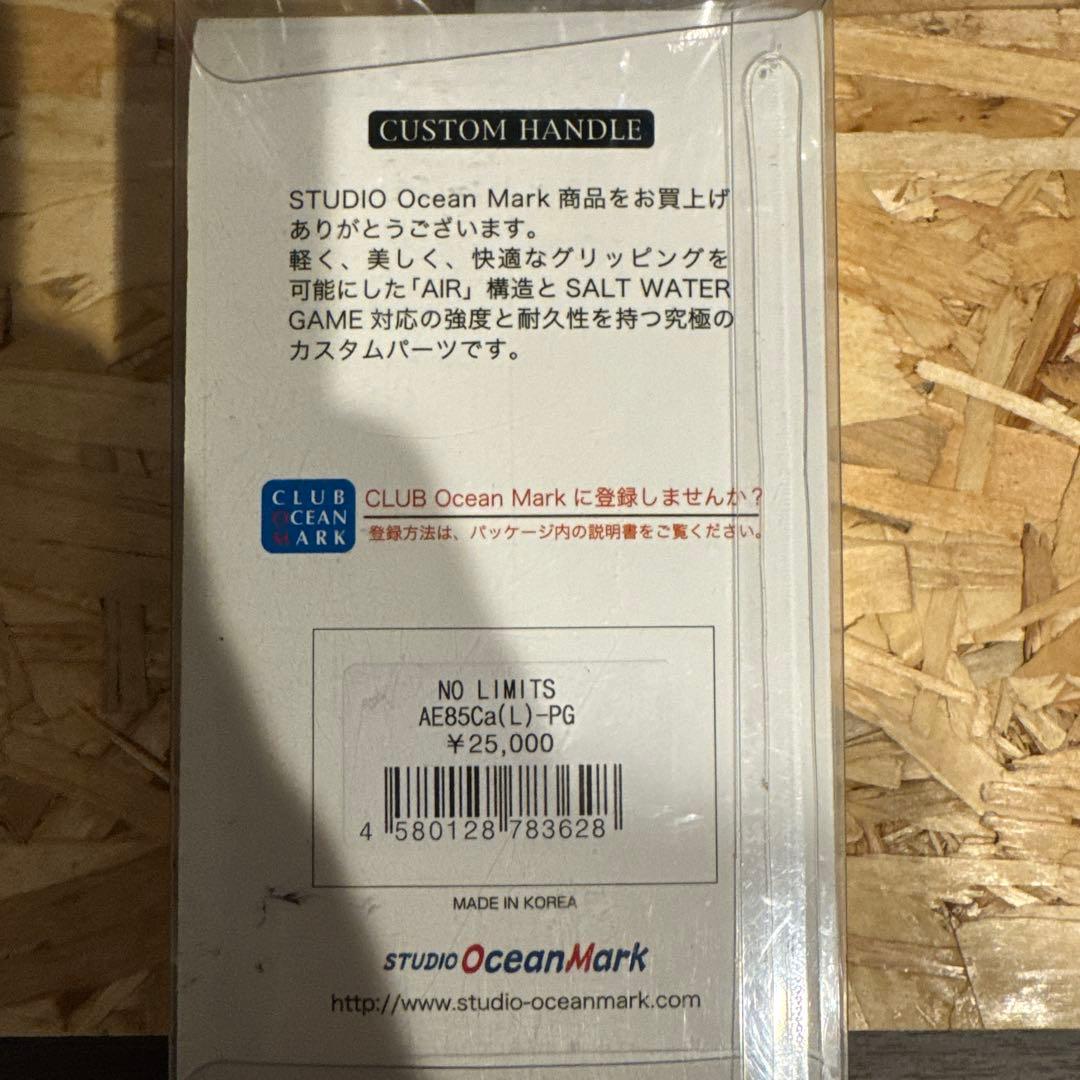 CUSTOM HANDLE
STUDIO Ocean Mark 商品をお買上げ
ありがとうございます。
軽く、美しく、快適なグリッピングを
可能にした「AIR」構造と SALT WATER
GAME 対応の強度と耐久性を持つ究極の
カスタムパーツです。
CLUB
OCEAN
MARK
CLUB Ocean Mark に登録しませんか？
登録方法は、パッケージ内の説明書をご覧ください。
NO LIMITS
AE85Ca(L)-PG
￥25,000
4 580128 783628
MADE IN KOREA
STUDIO OceanMark
http://www.studio-oceanmark.com